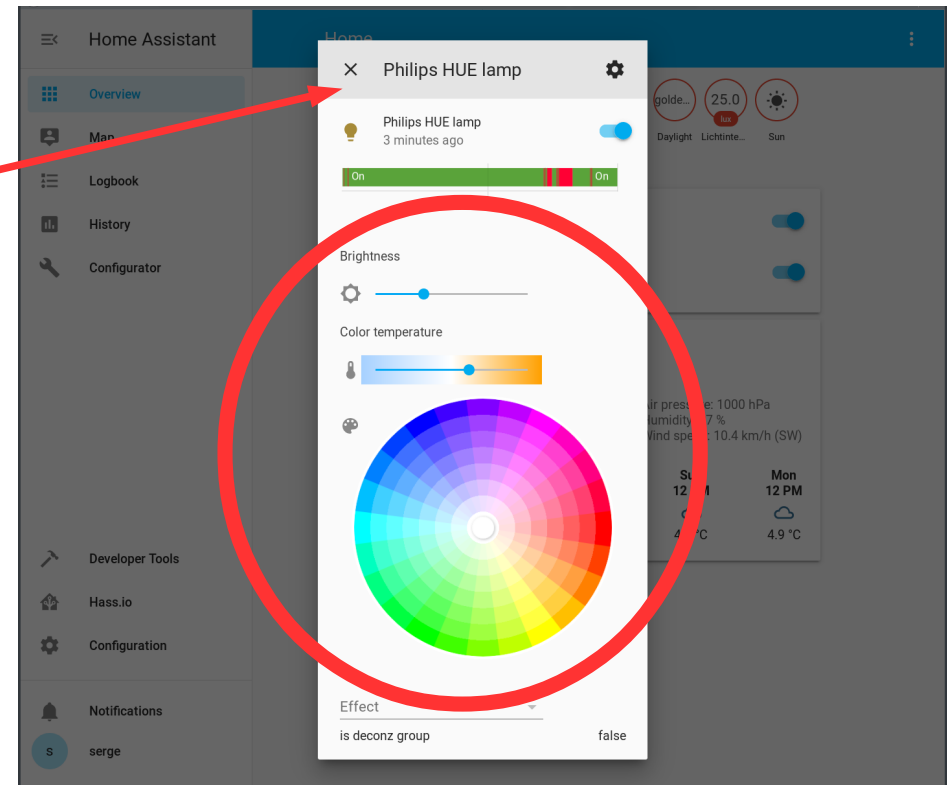 Home Assistant
Home
Overview
Map
Logbook
History
Configurator
Developer Tools
Hass.io
Configuration
Notifications
s
serge
Philips HUE lamp
Philips HUE lamp
3 minutes ago
On
On
Brightness
Color temperature
Effect
is deconz group
false
golde...
25.0
lux
Daylight
Lichtinte...
Sun
pressure: 1000 hPa
%
Wind speed: 10.4 km/h (SW)
Mon
12 PM
4.9 °C